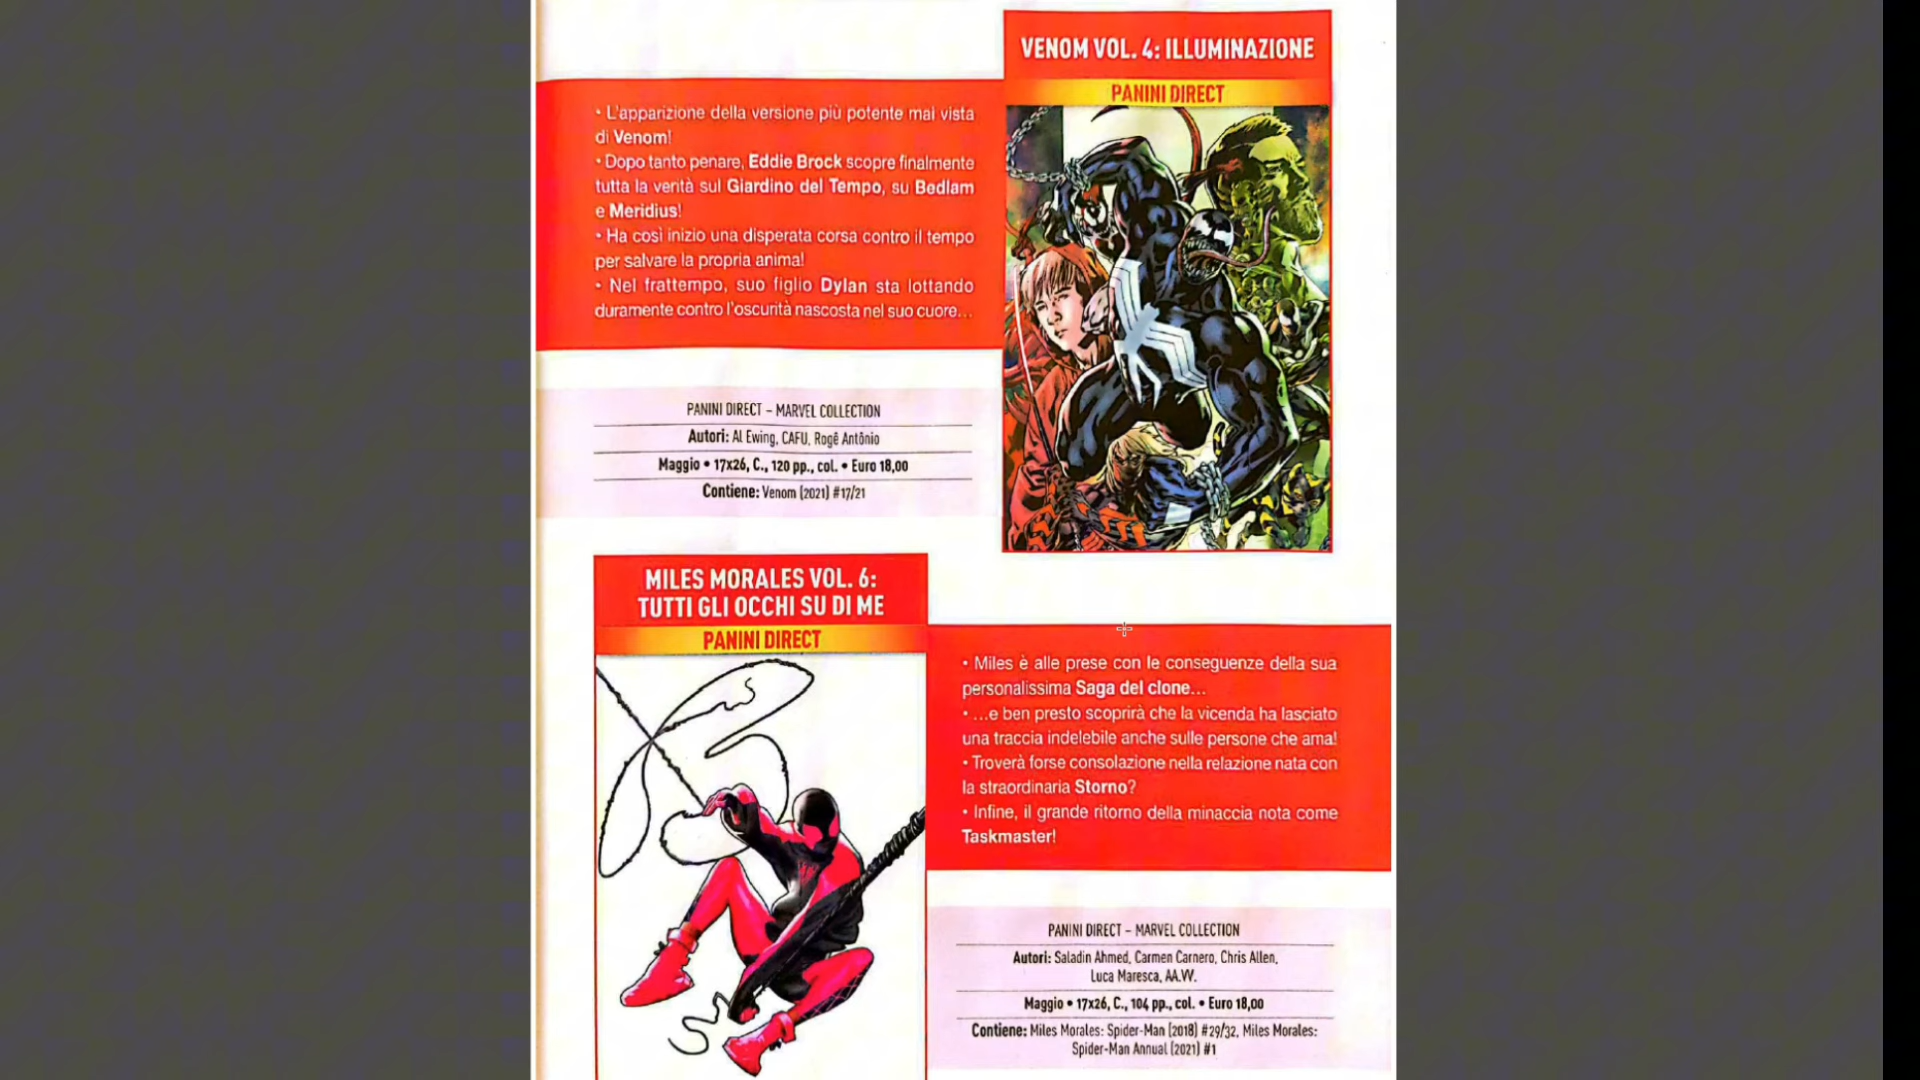 VENOM VOL. 4: ILLUMINAZIONE
PANINI DIRECT
• L'apparizione della versione più potente mai vista
di Venom!
• Dopo tanto penare, Eddie Brock scopre finalmente
tutta la verità sul Giardino del Tempo, su Bedlam
e Meridius!
• Ha così inizio una disperata corsa contro il tempo
per salvare la propria anima!
• Nel frattempo, suo figlio Dylan sta lottando
duramente contro l'oscurità nascosta nel suo cuore...
PANINI DIRECT – MARVEL COLLECTION
Autori: Al Ewing, CAFU, Rogê Antônio
Maggio • 17x26, C., 120 pp., col. • Euro 18,00
Contiene: Venom (2021) #17/21
MILES MORALES VOL. 6:
TUTTI GLI OCCHI SU DI ME
PANINI DIRECT
• Miles è alle prese con le conseguenze della sua
personalissima Saga del clone...
• ...e ben presto scoprirà che la vicenda ha lasciato
una traccia indelebile anche sulle persone che ama!
• Troverà forse consolazione nella relazione nata con
la straordinaria Storno?
• Infine, il grande ritorno della minaccia nota come
Taskmaster!
PANINI DIRECT – MARVEL COLLECTION
Autori: Saladin Ahmed, Carmen Carnero, Chris Allen,
Luca Maresca, AA.VV.
Maggio • 17x26, C., 104 pp., col. • Euro 18,00
Contiene: Miles Morales: Spider-Man (2018) #29/32, Miles Morales:
Spider-Man Annual (2021) #1